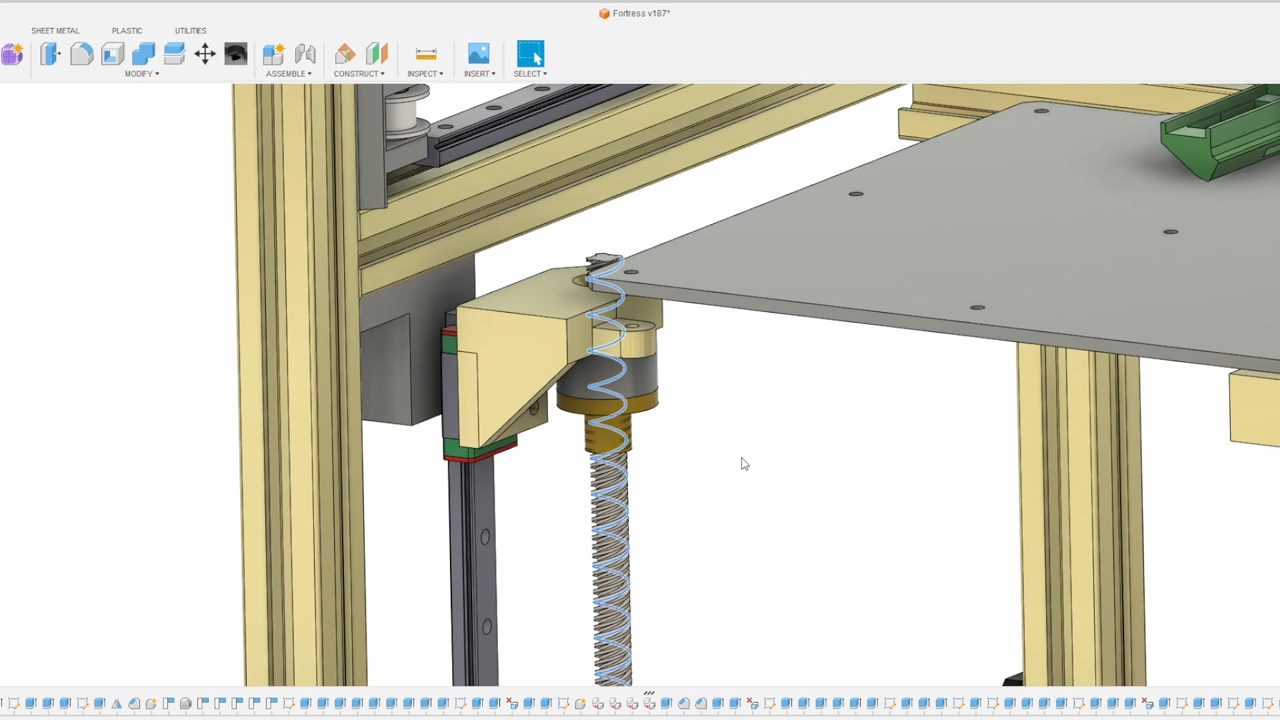 Fortress v187*
SHEET METAL PLASTIC UTILITIES
MODIFY ▾ ASSEMBLE ▾ CONSTRUCT ▾ INSPECT ▾ INSERT ▾ SELECT ▾